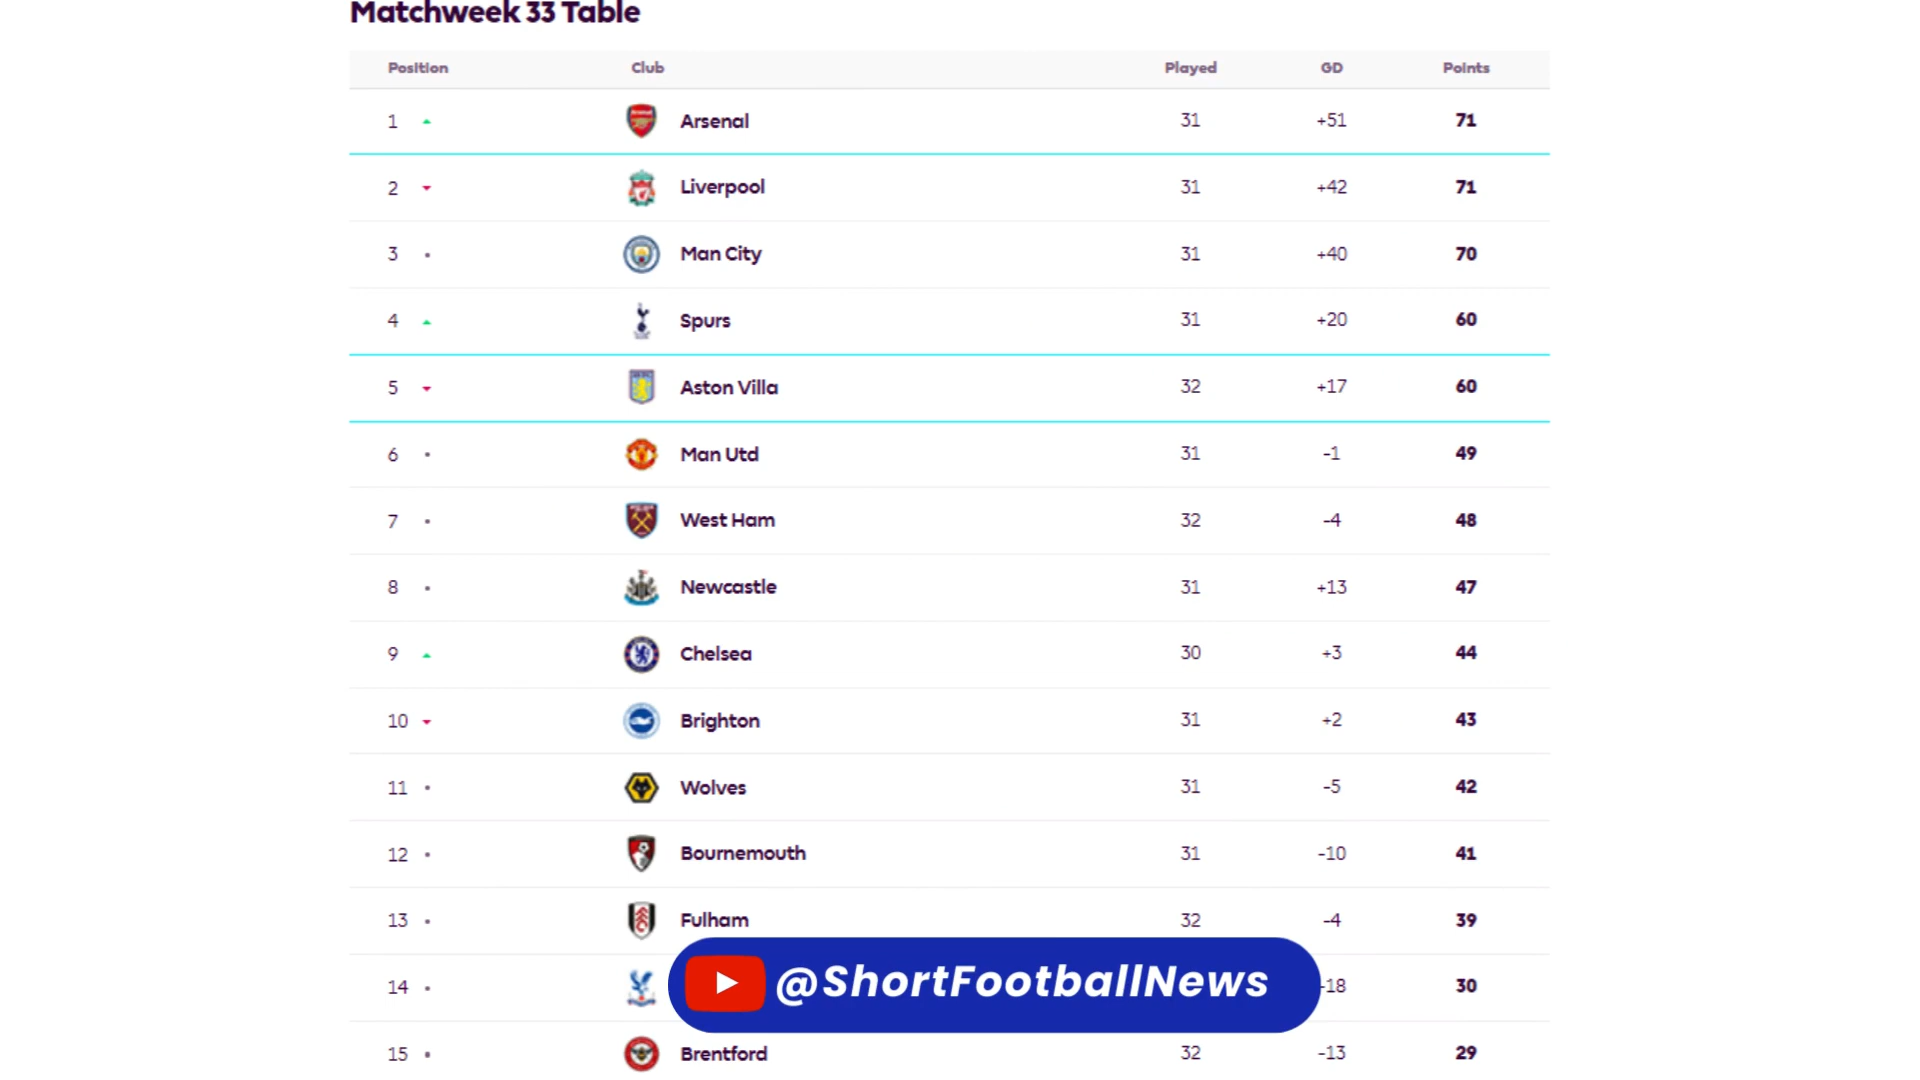 Matchweek 33 Table
Position Club Played GD Points
1 Arsenal 31 +51 71
2 Liverpool 31 +42 71
3 Man City 31 +40 70
4 Spurs 31 +20 60
5 Aston Villa 32 +17 60
6 Man Utd 31 -1 49
7 West Ham 32 -4 48
8 Newcastle 31 +13 47
9 Chelsea 30 +3 44
10 Brighton 31 +2 43
11 Wolves 31 -5 42
12 Bournemouth 31 -10 41
13 Fulham 32 -4 39
14 -18 30
@ShortFootballNews
15 Brentford 32 -13 29